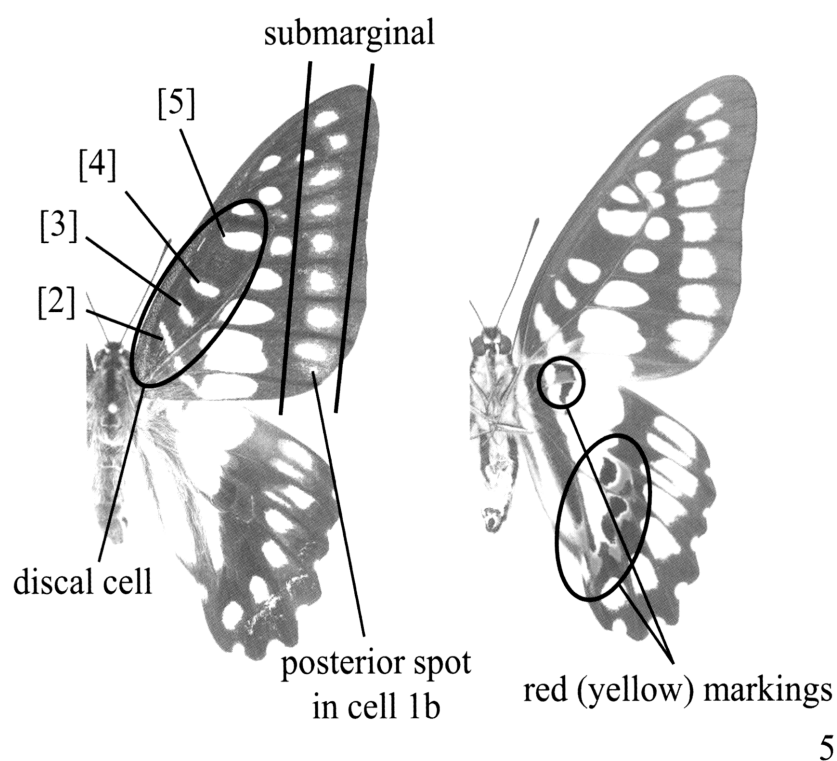 submarginal
[5]
[4]
[3]
[2]
discal cell
posterior spot
in cell 1b
red (yellow) markings
5